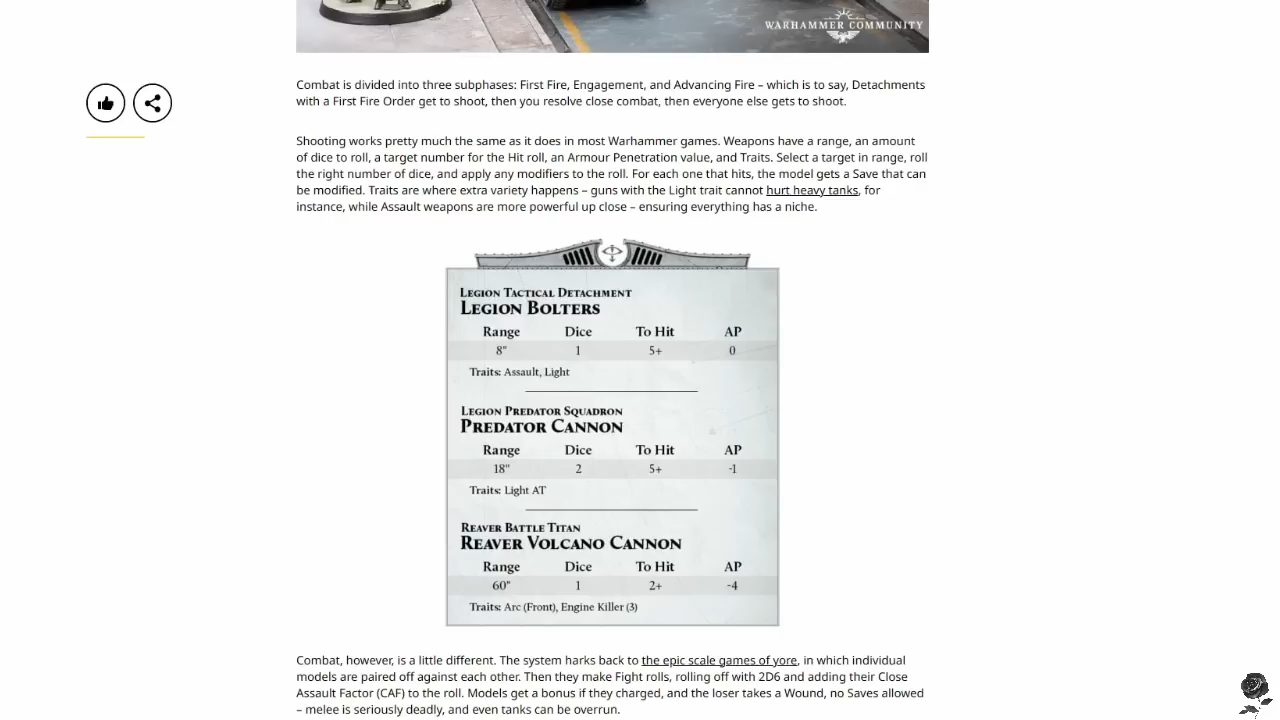 WARHAMMER COMMUNITY
Combat is divided into three subphases: First Fire, Engagement, and Advancing Fire – which is to say, Detachments
with a First Fire Order get to shoot, then you resolve close combat, then everyone else gets to shoot.
Shooting works pretty much the same as it does in most Warhammer games. Weapons have a range, an amount
of dice to roll, a target number for the Hit roll, an Armour Penetration value, and Traits. Select a target in range, roll
the right number of dice, and apply any modifiers to the roll. For each one that hits, the model gets a Save that can
be modified. Traits are where extra variety happens – guns with the Light trait cannot hurt heavy tanks, for
instance, while Assault weapons are more powerful up close – ensuring everything has a niche.
Legion Tactical Detachment
Legion Bolters
Range Dice To Hit AP
8" 1 5+ 0
Traits: Assault, Light
Legion Predator Squadron
Predator Cannon
Range Dice To Hit AP
18" 2 5+ -1
Traits: Light AT
Reaver Battle Titan
Reaver Volcano Cannon
Range Dice To Hit AP
60" 1 2+ -4
Traits: Arc (Front), Engine Killer (3)
Combat, however, is a little different. The system harks back to the epic scale games of yore, in which individual
models are paired off against each other. Then they make Fight rolls, rolling off with 2D6 and adding their Close
Assault Factor (CAF) to the roll. Models get a bonus if they charged, and the loser takes a Wound, no Saves allowed
– melee is seriously deadly, and even tanks can be overrun.